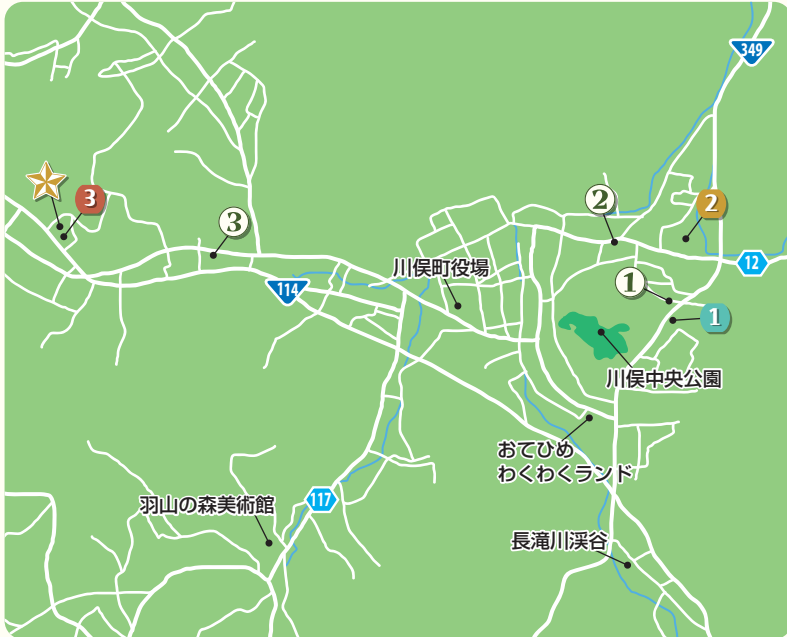 349
3
3
2
2
12
川俣町役場
114
1
1
川俣中央公園
おてひめ
わくわくランド
117
羽山の森美術館
長滝川渓谷